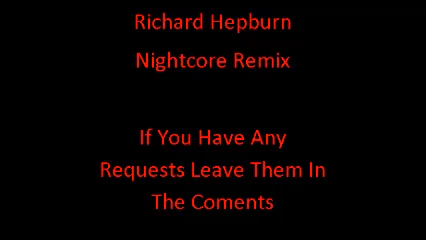 Richard Hepburn
Nightcore Remix
If You Have Any
Requests Leave Them In
The Coments